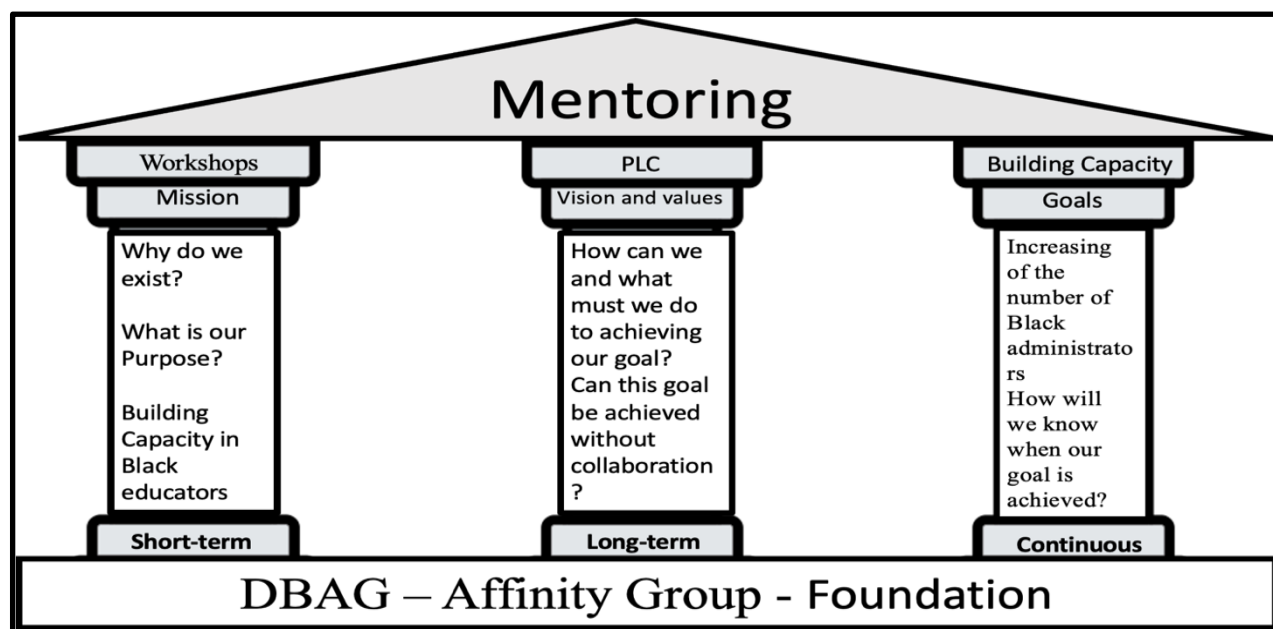 Mentoring
Workshops
Mission
Why do we
exist?
What is our
Purpose?
Building
Capacity in
Black
educators
Short-term
PLC
Vision and values
How can we
and what
must we do
to achieving
our goal?
Can this goal
be achieved
without
collaboration
?
Long-term
Building Capacity
Goals
Increasing
of the
number of
Black
administrato
rs
How will
we know
when our
goal is
achieved?
Continuous
DBAG – Affinity Group - Foundation